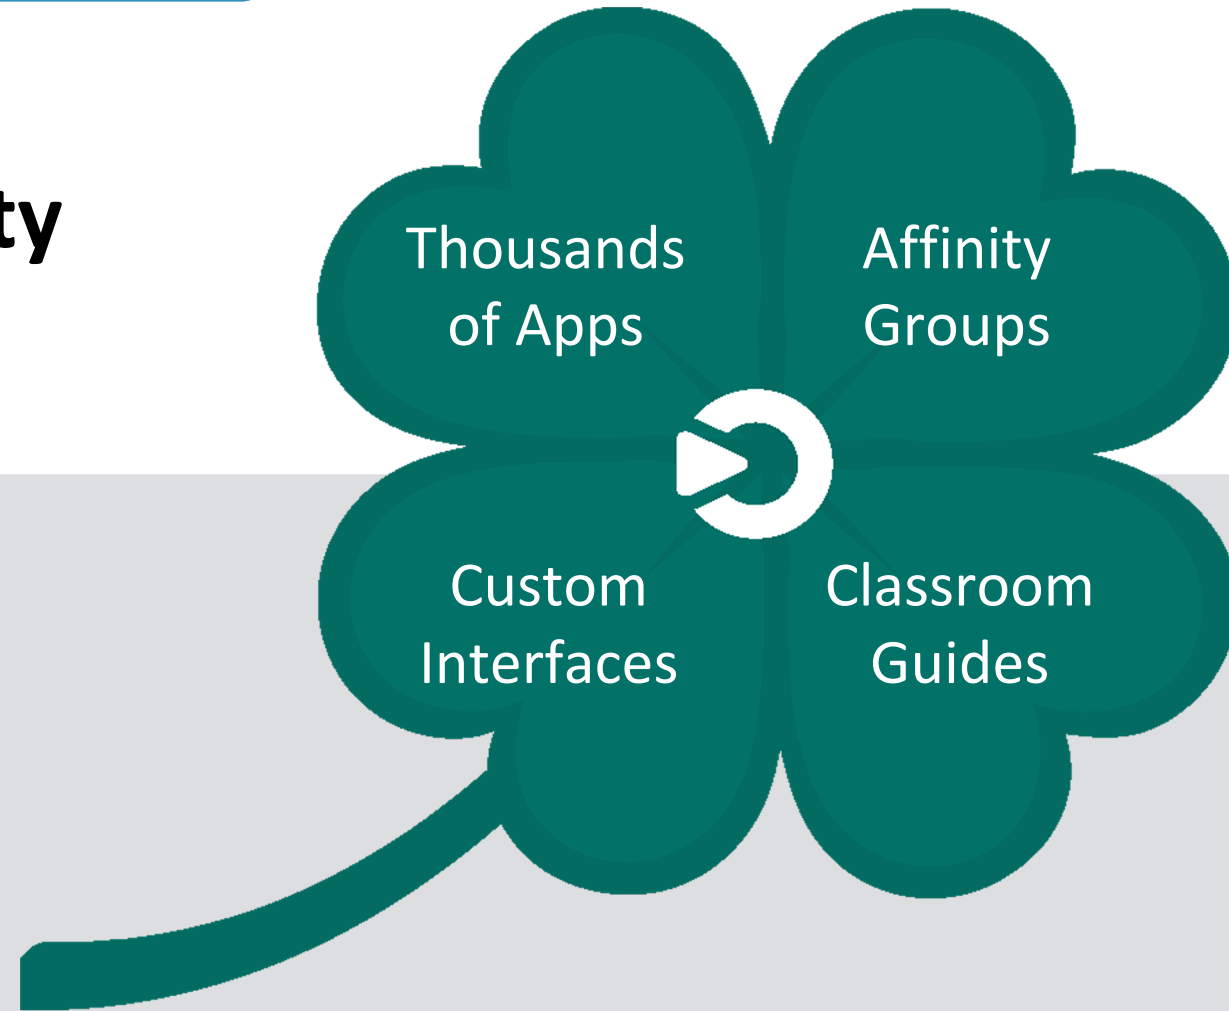 ty
Thousands
of Apps
Affinity
Groups
Custom
Interfaces
Classroom
Guides